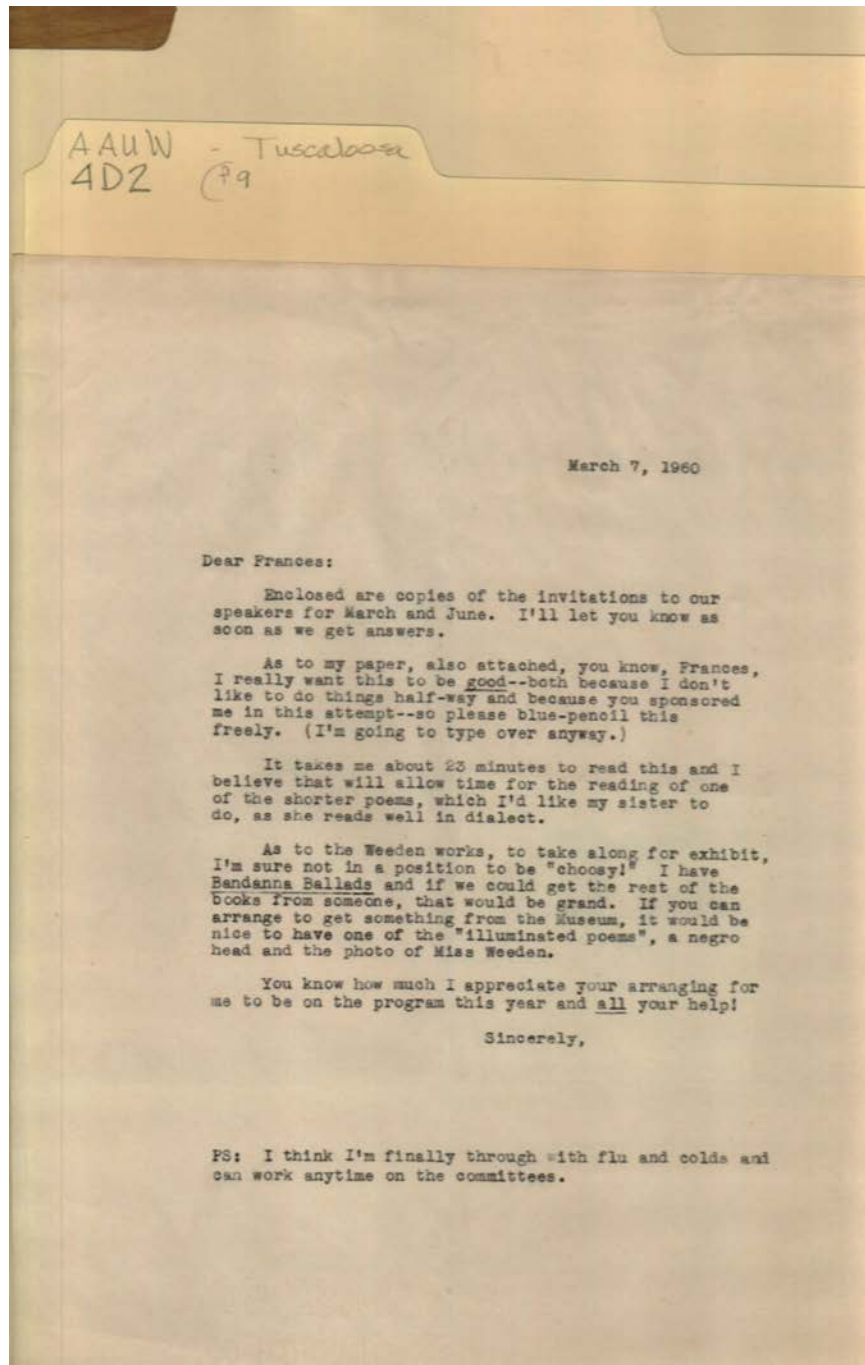 AAUW - Tuscaloosa
4D2 (P9
March 7, 1960
Dear Frances:
Enclosed are copies of the invitations to our
speakers for March and June. I'll let you know as
soon as we get answers.
As to my paper, also attached, you know, Frances,
I really want this to be good--both because I don't
like to do things half-way and because you sponsored
me in this attempt--so please blue-pencil this
freely. (I'm going to type over anyway.)
It takes me about 23 minutes to read this and I
believe that will allow time for the reading of one
of the shorter poems, which I'd like my sister to
do, as she reads well in dialect.
As to the Weeden works, to take along for exhibit,
I'm sure not in a position to be "choosy!" I have
Bandanna Ballads and if we could get the rest of the
books from someone, that would be grand. If you can
arrange to get something from the Museum, it would be
nice to have one of the "illuminated poems", a negro
head and the photo of Miss Weeden.
You know how much I appreciate your arranging for
me to be on the program this year and all your help!
Sincerely,
PS: I think I'm finally through with flu and colds and
can work anytime on the committees.